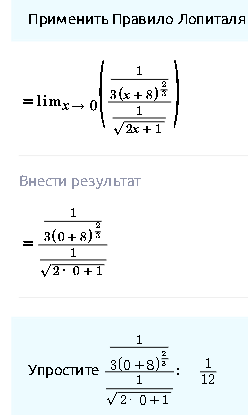 Применить Правило Лопиталя
= lim x → 0 ( (1 / (3(x + 8)^(2/3))) / (1 / √(2x + 1)) )
Внести результат
= (1 / (3(0 + 8)^(2/3))) / (1 / √(2 · 0 + 1))
Упростите (1 / (3(0 + 8)^(2/3))) / (1 / √(2 · 0 + 1)) : 1/12